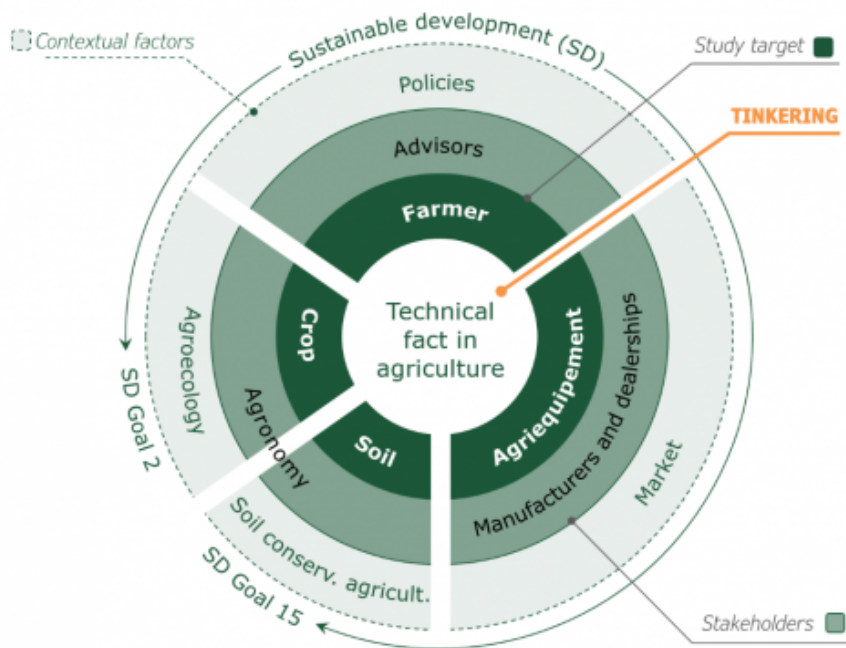 Contextual factors
Sustainable development (SD)
Study target
Policies
TINKERING
Advisors
Farmer
Technical
fact in
agriculture
Crop
Agroecology
SD Goal 2
Agronomy
Soil
Agriequipement
Manufacturers and dealerships
Market
Soil conserv. agricult.
SD Goal 15
Stakeholders